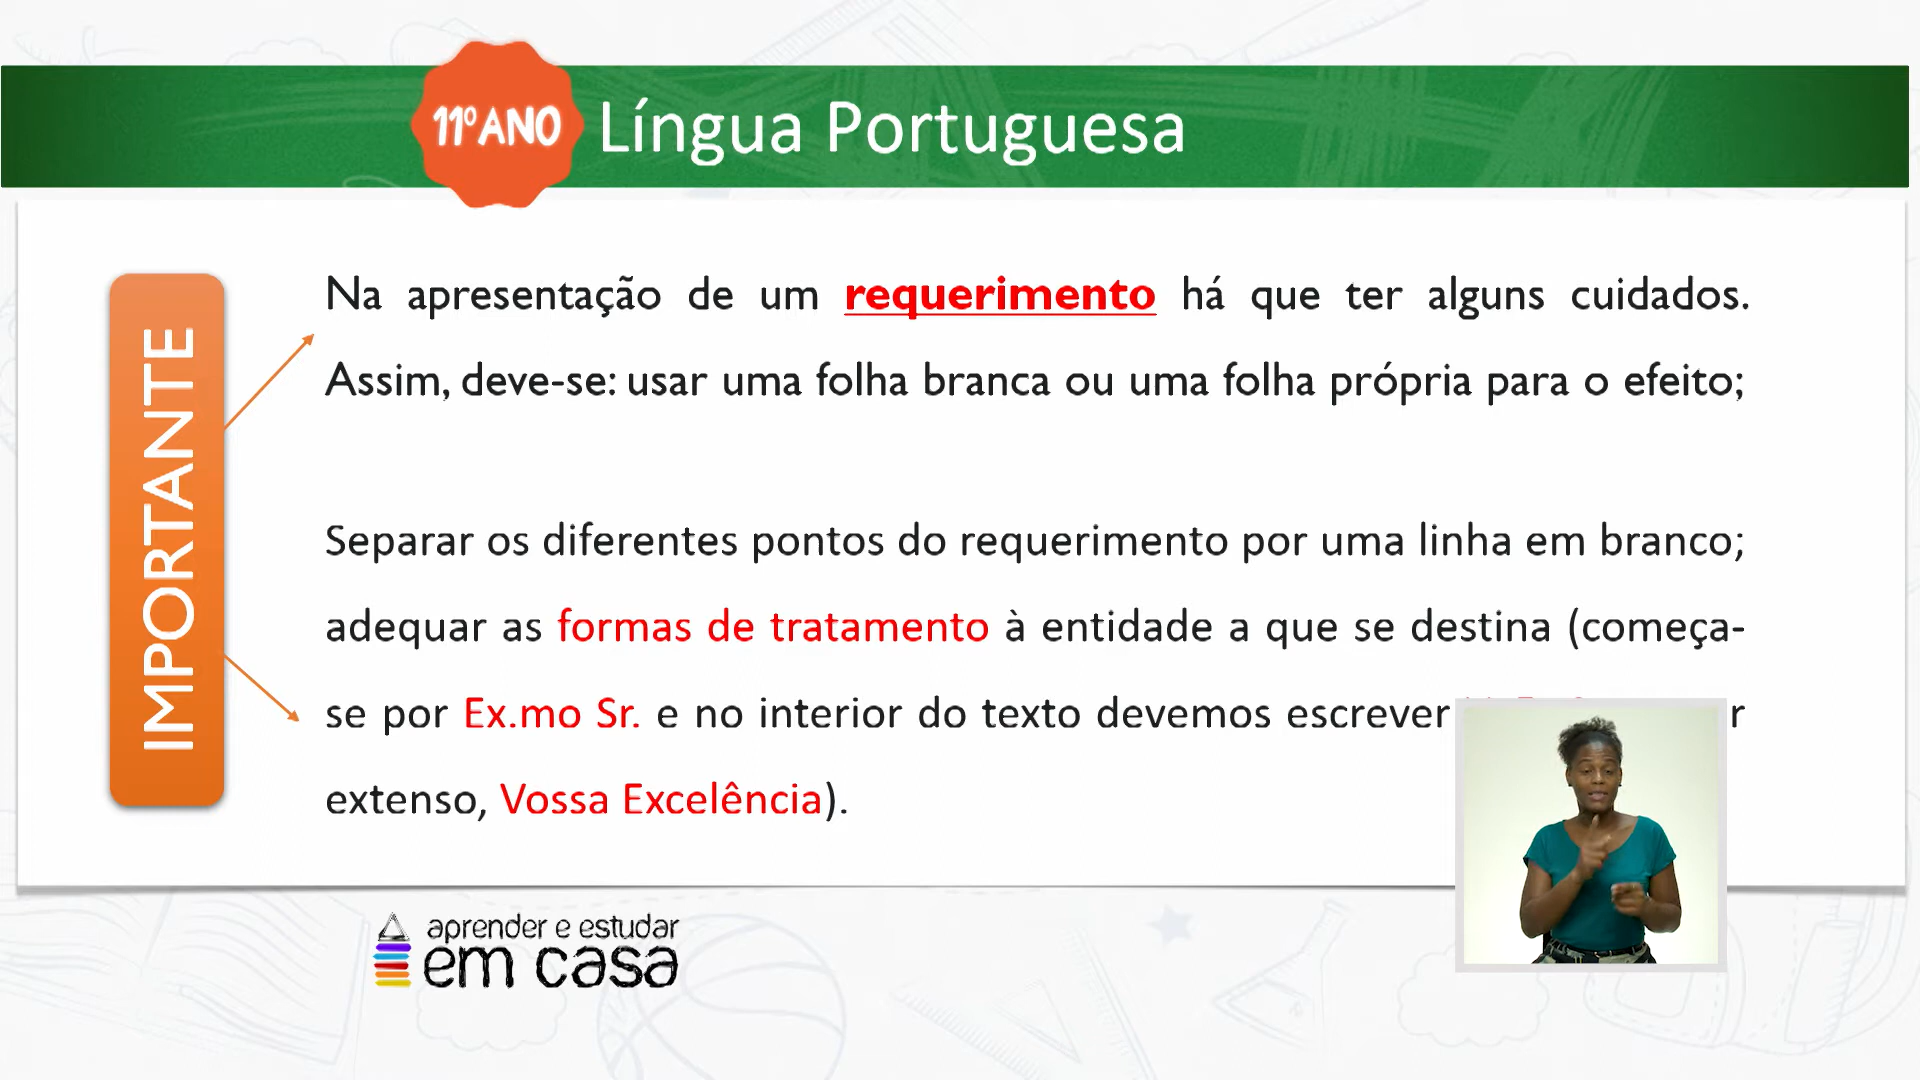 11º ANO Língua Portuguesa
IMPORTANTE
Na apresentação de um requerimento há que ter alguns cuidados.
Assim, deve-se: usar uma folha branca ou uma folha própria para o efeito;
Separar os diferentes pontos do requerimento por uma linha em branco;
adequar as formas de tratamento à entidade a que se destina (começa-
se por Ex.mo Sr. e no interior do texto devemos escrever
extenso, Vossa Excelência).
aprender e estudar
em casa